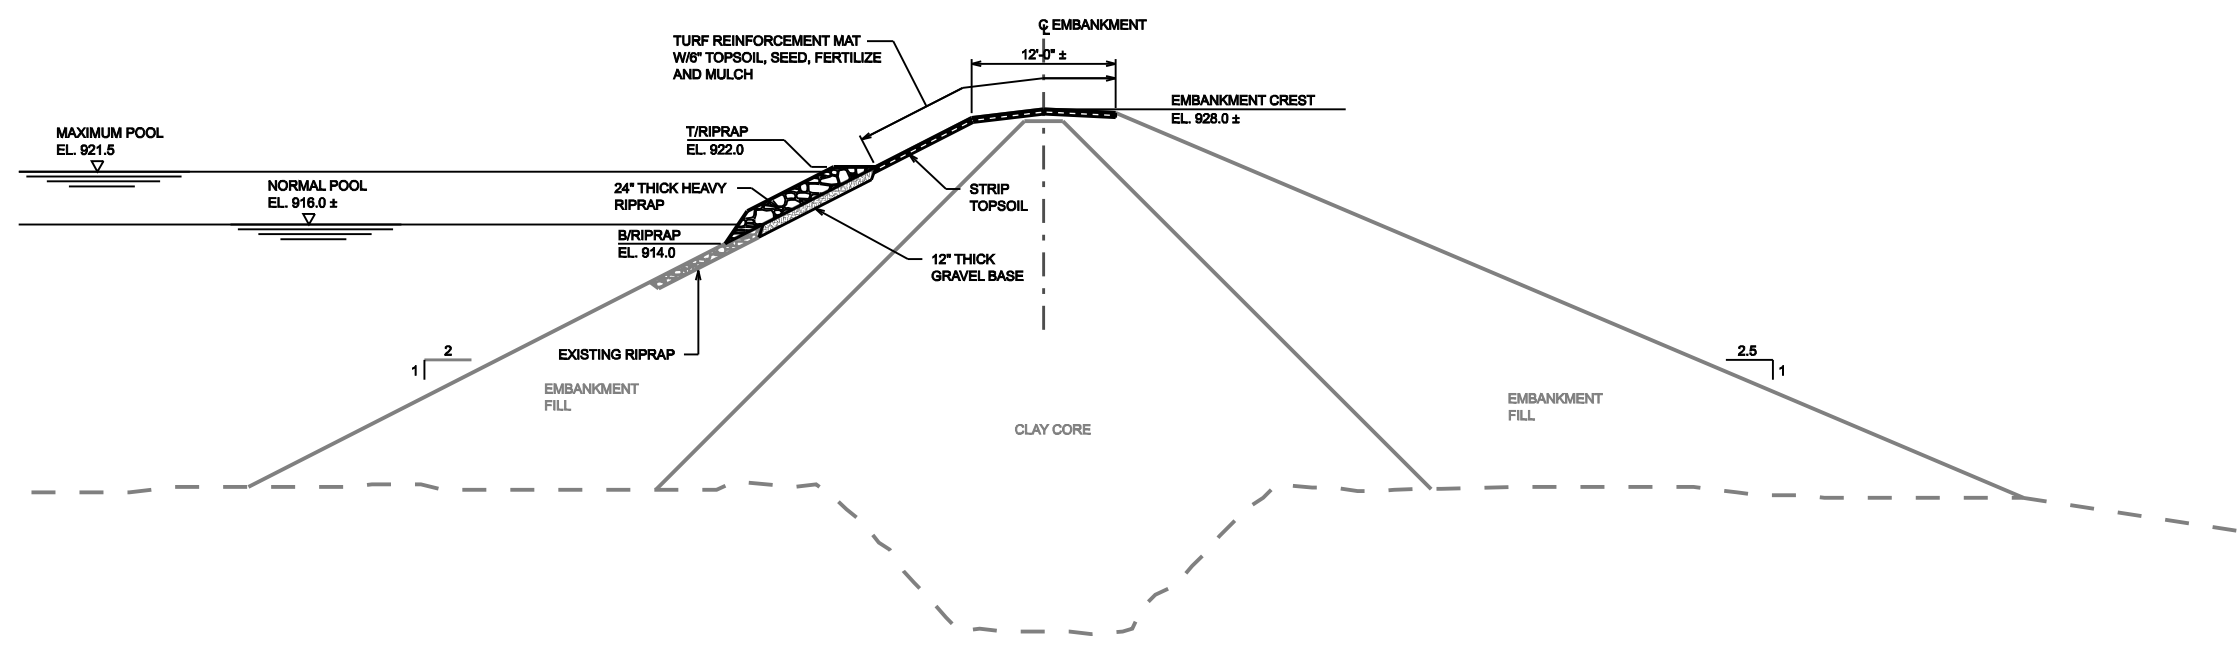 ℄ EMBANKMENT
TURF REINFORCEMENT MAT
W/6" TOPSOIL, SEED, FERTILIZE
AND MULCH
12'-0" ±
EMBANKMENT CREST
EL. 928.0 ±
MAXIMUM POOL
EL. 921.5
T/RIPRAP
EL. 922.0
NORMAL POOL
EL. 916.0 ±
24" THICK HEAVY
RIPRAP
STRIP
TOPSOIL
B/RIPRAP
EL. 914.0
12" THICK
GRAVEL BASE
EXISTING RIPRAP
2
1
2.5
1
EMBANKMENT
FILL
EMBANKMENT
FILL
CLAY CORE